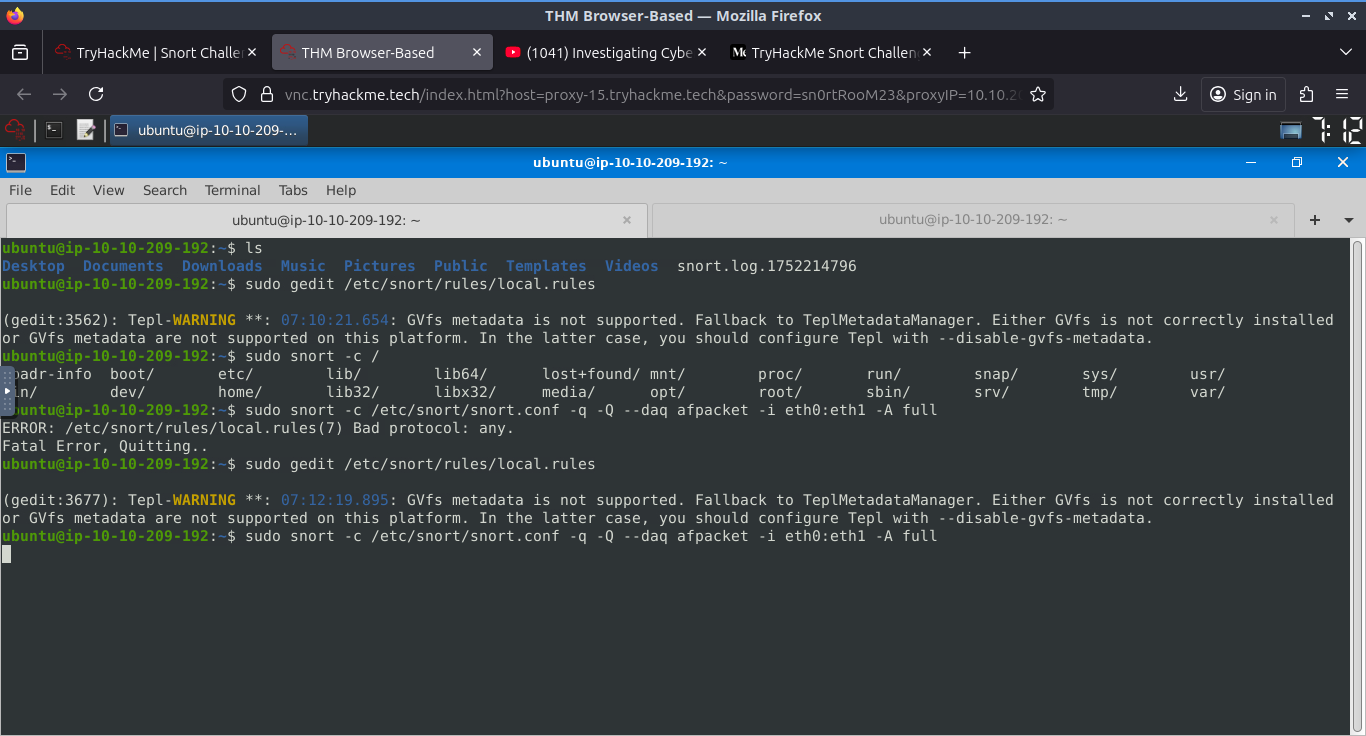 THM Browser-Based — Mozilla Firefox
TryHackMe | Snort Challe
THM Browser-Based
(1041) Investigating Cybe
TryHackMe Snort Challen
vnc.tryhackme.tech/index.html?host=proxy-15.tryhackme.tech&password=sn0rtRooM23&proxyIP=10.10.2
Sign in
ubuntu@ip-10-10-209-...
ubuntu@ip-10-10-209-192: ~
File Edit View Search Terminal Tabs Help
ubuntu@ip-10-10-209-192: ~
ubuntu@ip-10-10-209-192: ~
ubuntu@ip-10-10-209-192:~$ ls
Desktop Documents Downloads Music Pictures Public Templates Videos snort.log.1752214796
ubuntu@ip-10-10-209-192:~$ sudo gedit /etc/snort/rules/local.rules
(gedit:3562): Tepl-WARNING **: 07:10:21.654: GVfs metadata is not supported. Fallback to TeplMetadataManager. Either GVfs is not correctly installed
or GVfs metadata are not supported on this platform. In the latter case, you should configure Tepl with --disable-gvfs-metadata.
ubuntu@ip-10-10-209-192:~$ sudo snort -c /
badr-info boot/ etc/ lib/ lib64/ lost+found/ mnt/ proc/ run/ snap/ sys/ usr/
in/ dev/ home/ lib32/ libx32/ media/ opt/ root/ sbin/ srv/ tmp/ var/
ubuntu@ip-10-10-209-192:~$ sudo snort -c /etc/snort/snort.conf -q -Q --daq afpacket -i eth0:eth1 -A full
ERROR: /etc/snort/rules/local.rules(7) Bad protocol: any.
Fatal Error, Quitting..
ubuntu@ip-10-10-209-192:~$ sudo gedit /etc/snort/rules/local.rules
(gedit:3677): Tepl-WARNING **: 07:12:19.895: GVfs metadata is not supported. Fallback to TeplMetadataManager. Either GVfs is not correctly installed
or GVfs metadata are not supported on this platform. In the latter case, you should configure Tepl with --disable-gvfs-metadata.
ubuntu@ip-10-10-209-192:~$ sudo snort -c /etc/snort/snort.conf -q -Q --daq afpacket -i eth0:eth1 -A full